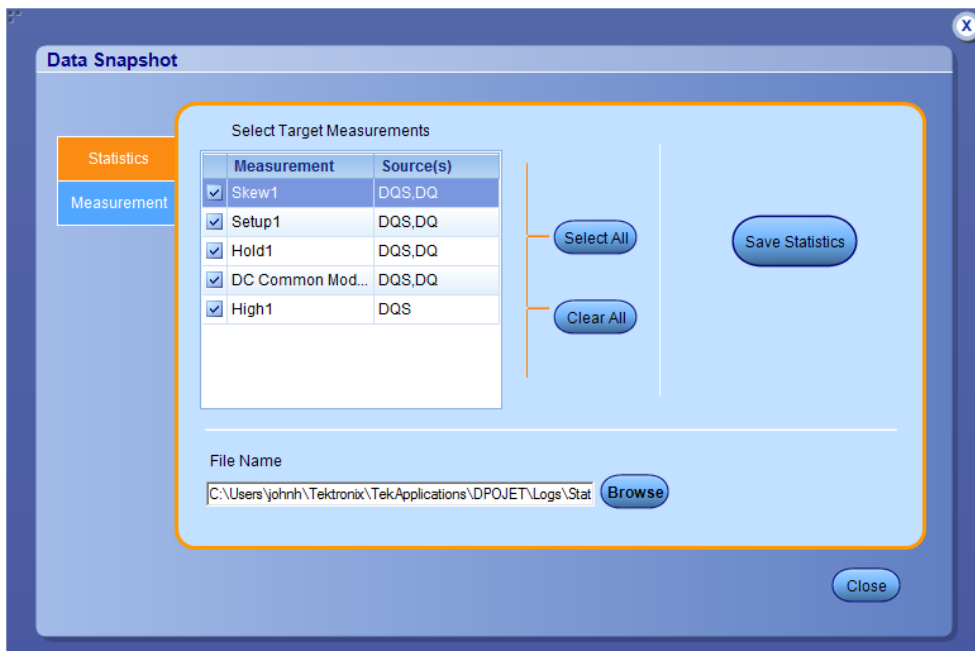 X
Data Snapshot
Select Target Measurements
Statistics
Measurement
Measurement Source(s)
Skew1 DQS,DQ
Setup1 DQS,DQ
Hold1 DQS,DQ
DC Common Mod... DQS,DQ
High1 DQS
Select All
Clear All
Save Statistics
File Name
C:\Users\johnh\Tektronix\TekApplications\DPOJET\Logs\Stat
Browse
Close